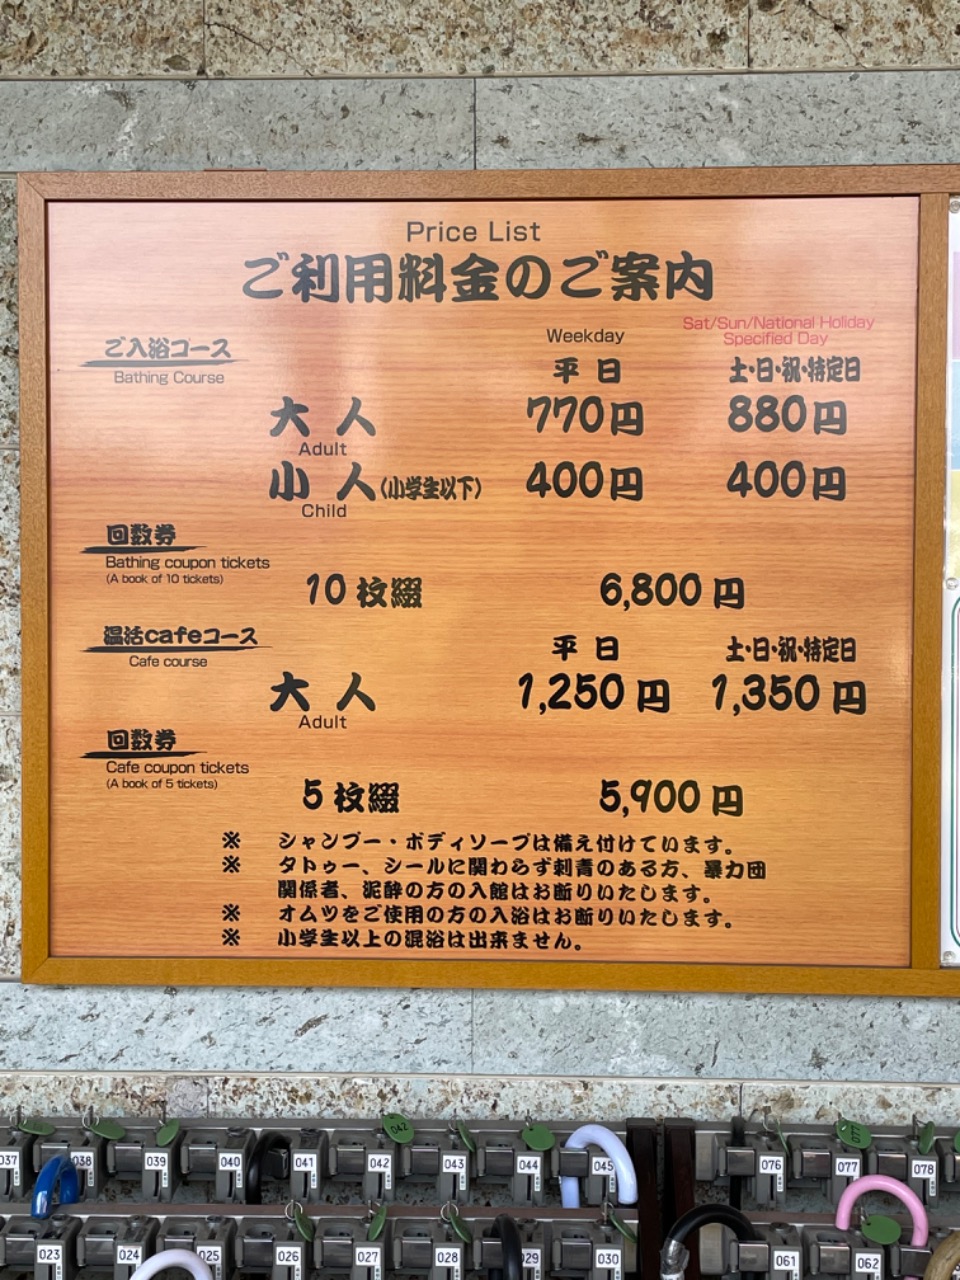 Price List
ご利用料金のご案内
Weekday Sat/Sun/National Holiday
Specified Day
ご入浴コース
Bathing Course
平日 土・日・祝・特定日
大人 770円 880円
Adult
小人(小学生以下) 400円 400円
Child
回数券
Bathing coupon tickets
(A book of 10 tickets)
10枚綴 6,800円
温活cafeコース 平日 土・日・祝・特定日
Cafe course
大人 1,250円 1,350円
Adult
回数券
Cafe coupon tickets
(A book of 5 tickets)
5枚綴 5,900円
※ シャンプー・ボディソープは備え付けています。
※ タトゥー、シールに関わらず刺青のある方、暴力団
関係者、泥酔の方の入館はお断りいたします。
※ オムツをご使用の方の入浴はお断りいたします。
※ 小学生以上の混浴は出来ません。
042 077
037 038 039 040 041 042 043 044 045 076 077 078
023 024 025 026 027 028 029 030 061 062